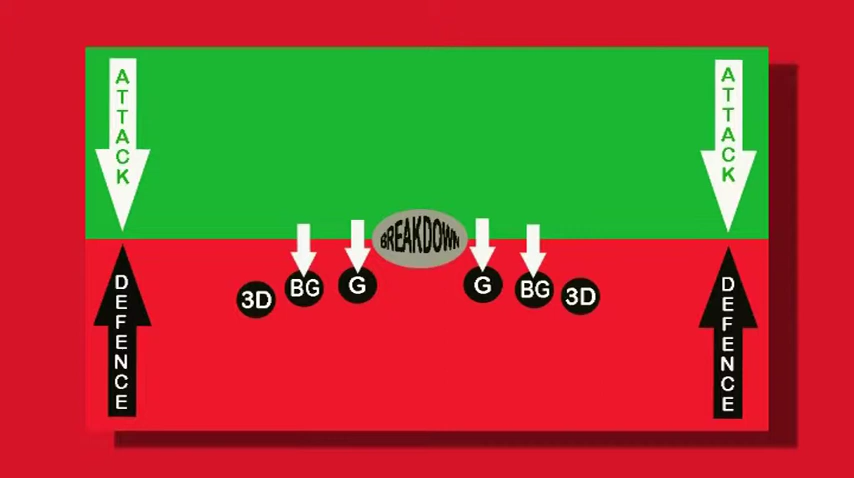 ATTACK
ATTACK
BREAKDOWN
DEFENCE
3D
BG
G
G
BG
3D
DEFENCE